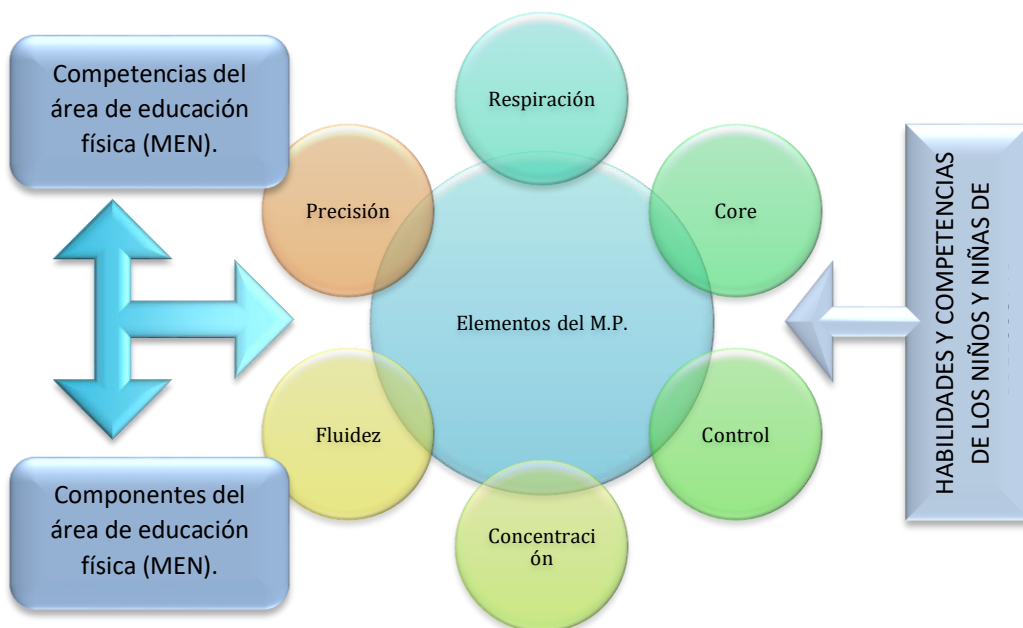 Competencias del
área de educación
física (MEN).
Respiración
Precisión
Core
Elementos del M.P.
Fluidez
Control
Concentraci
ón
Componentes del
área de educación
física (MEN).
HABILIDADES Y COMPETENCIAS
DE LOS NIÑOS Y NIÑAS DE